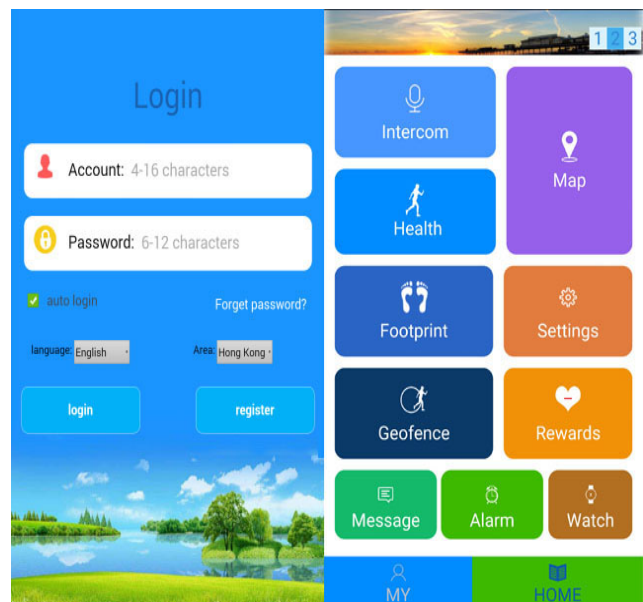 Login
Account: 4-16 characters
Password: 6-12 characters
auto login
Forget password?
language: English
Area: Hong Kong
login
register
1 2 3
Intercom
Map
Health
Footprint
Settings
Geofence
Rewards
Message
Alarm
Watch
MY
HOME